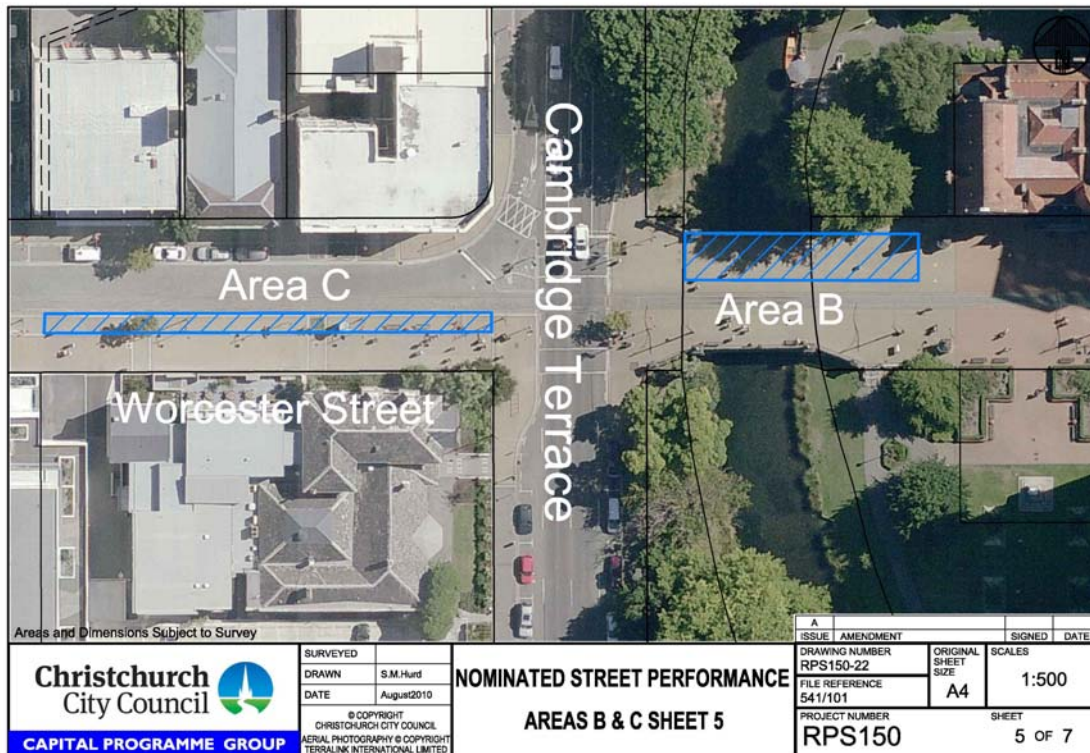 Cambridge Terrace
Area C
Area B
Worcester Street
Areas and Dimensions Subject to Survey
Christchurch
City Council
CAPITAL PROGRAMME GROUP
SURVEYED
DRAWN S.M.Hurd
DATE August2010
© COPYRIGHT
CHRISTCHURCH CITY COUNCIL
AERIAL PHOTOGRAPHY © COPYRIGHT
TERRALINK INTERNATIONAL LIMITED
NOMINATED STREET PERFORMANCE
AREAS B & C SHEET 5
A
ISSUE AMENDMENT SIGNED DATE
DRAWING NUMBER
RPS150-22
FILE REFERENCE
541/101
ORIGINAL
SHEET
SIZE
A4
SCALES
1:500
PROJECT NUMBER
RPS150
SHEET
5 OF 7